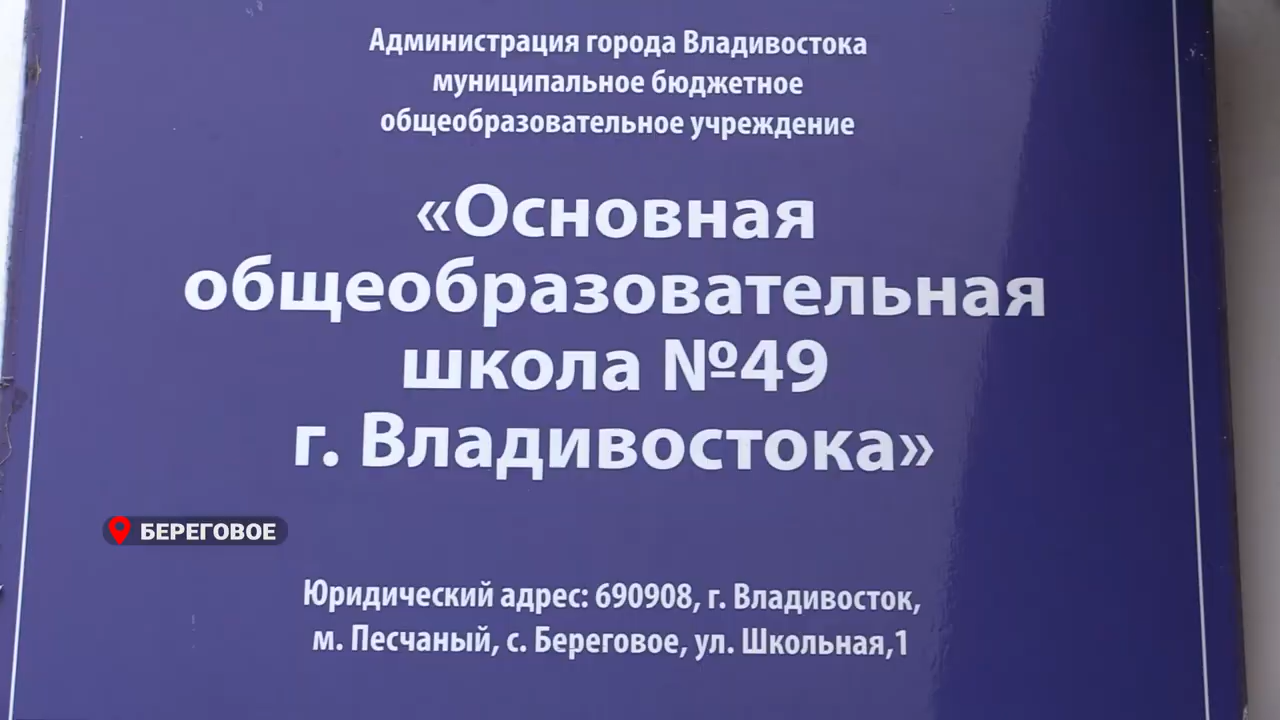 Администрация города Владивостока
муниципальное бюджетное
общеобразовательное учреждение
«Основная
общеобразовательная
школа №49
г. Владивостока»
БЕРЕГОВОЕ
Юридический адрес: 690908, г. Владивосток,
м. Песчаный, с. Береговое, ул. Школьная,1